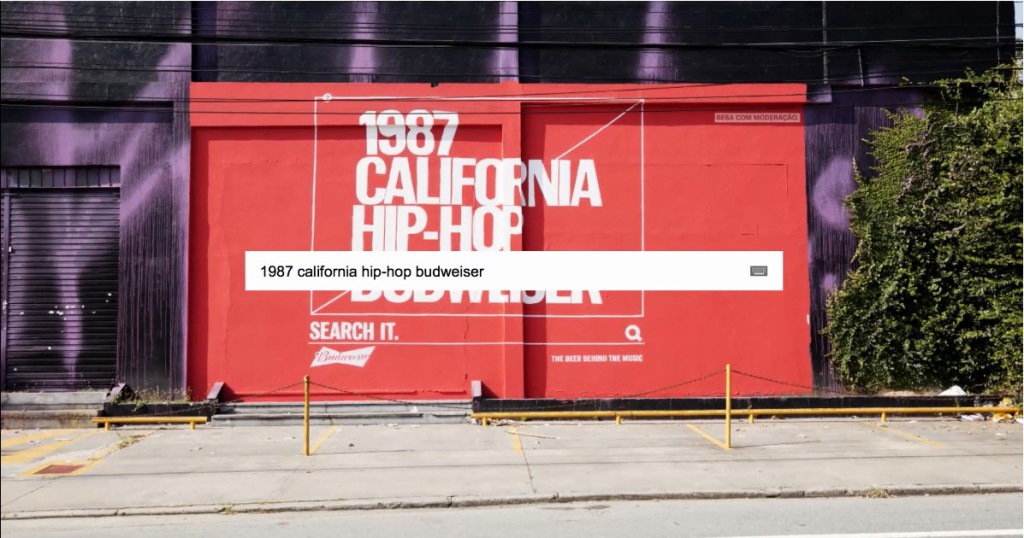 BEBA COM MODERAÇÃO.
1987
CALIFORNIA
HIP-HOP
1987 california hip-hop budweiser
BUDWEISER
SEARCH IT.
Budweiser
THE BEER BEHIND THE MUSIC